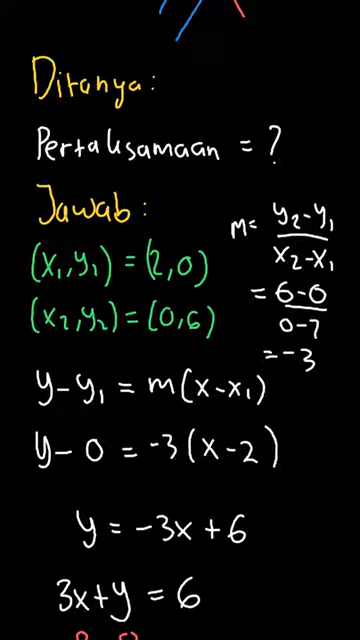 Ditanya:
Pertaksamaan = ?
Jawab:
(x₁,y₁) = (2,0)
(x₂,y₂) = (0,6)
m= y₂-y₁
x₂-x₁
= 6-0
0-2
= -3
y-y₁ = m(x-x₁)
y-0 = -3(x-2)
y = -3x+6
3x+y = 6